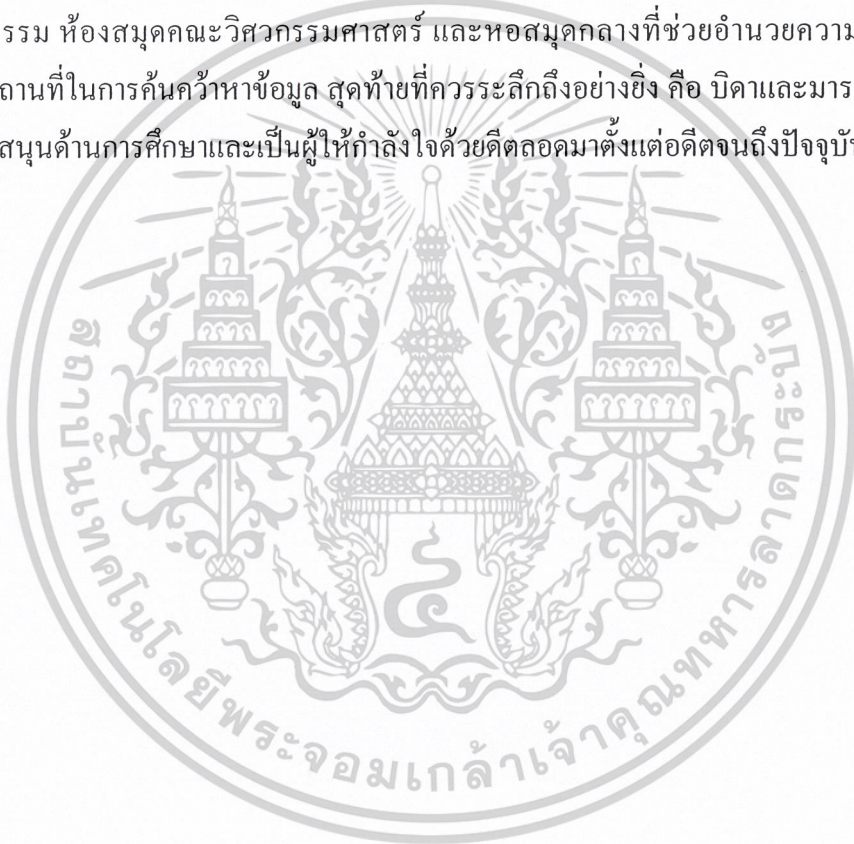 รรม ห้องสมุดคณะวิศวกรรมศาสตร์ และหอสมุดกลางที่ช่วยอำนวยความ
ถานที่ในการค้นคว้าหาข้อมูล สุดท้ายที่ควรระลึกถึงอย่างยิ่ง คือ บิดาและมาร
สนุนด้านการศึกษาและเป็นผู้ให้กำลังใจด้วยดีตลอดมาตั้งแต่อดีตจนถึงปัจจุบัน
สถาบันเทคโนโลยีพระจอมเกล้าเจ้าคุณทหารลาดกระบัง
๔